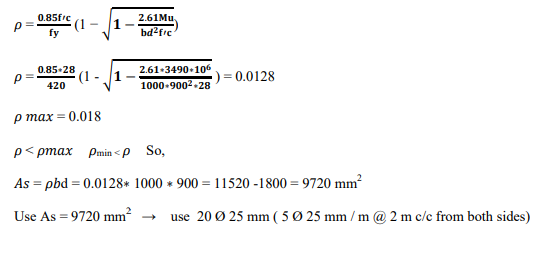 ρ = 0.85f'c/fy (1 − √(1 − 2.61Mu/bd²f'c))
ρ = 0.85*28/420 (1 - √(1 − 2.61*3490*10⁶/1000*900²*28)) = 0.0128
ρ max = 0.018
ρ < ρmax ρmin < ρ So,
As = ρbd = 0.0128* 1000 * 900 = 11520 -1800 = 9720 mm²
Use As = 9720 mm² → use 20 Ø 25 mm ( 5 Ø 25 mm / m @ 2 m c/c from both sides)